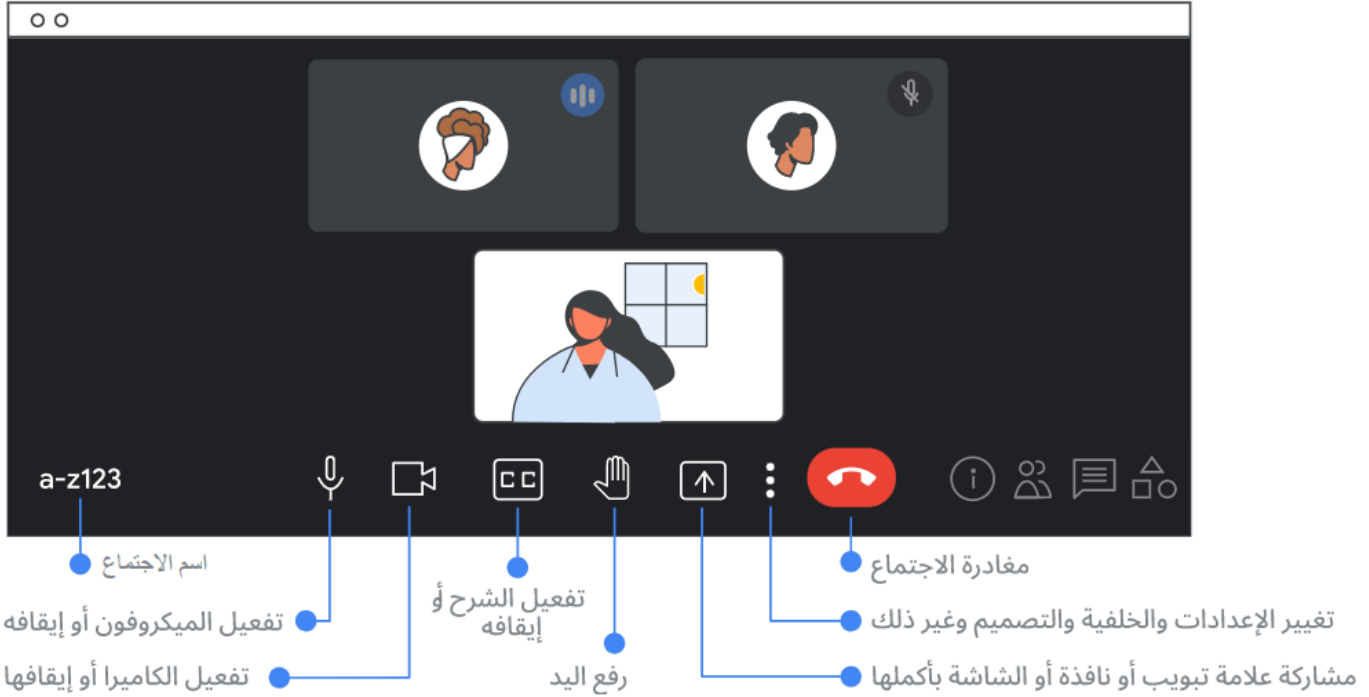 a-z123
CC
اسم الاجتماع
مغادرة الاجتماع
تفعيل الشرح أو
إيقافه
تفعيل الميكروفون أو إيقافه
تغيير الإعدادات والخلفية والتصميم وغير ذلك
تفعيل الكاميرا أو إيقافها
رفع اليد
مشاركة علامة تبويب أو نافذة أو الشاشة بأكملها